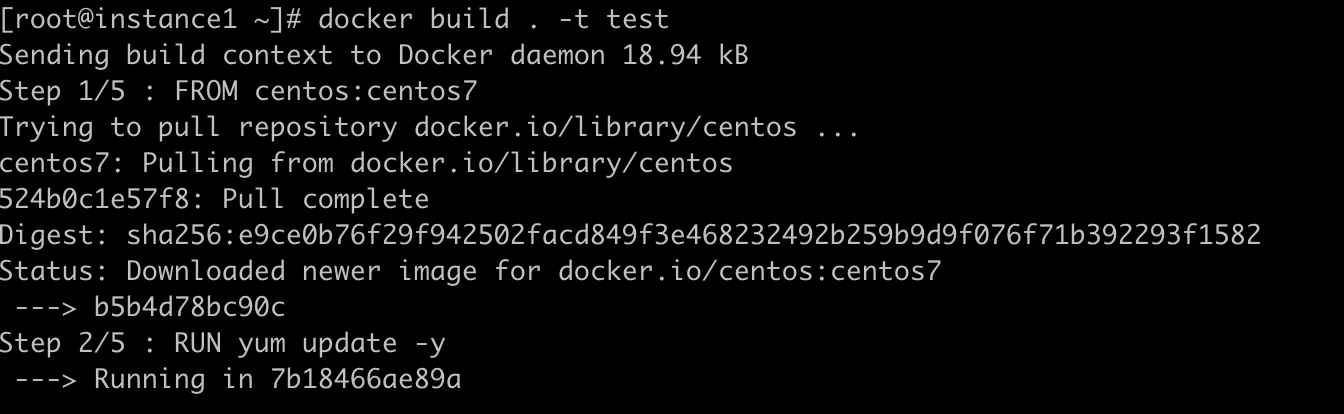 [root@instance1 ~]# docker build . -t test
Sending build context to Docker daemon 18.94 kB
Step 1/5 : FROM centos:centos7
Trying to pull repository docker.io/library/centos ...
centos7: Pulling from docker.io/library/centos
524b0c1e57f8: Pull complete
Digest: sha256:e9ce0b76f29f942502facd849f3e468232492b259b9d9f076f71b392293f1582
Status: Downloaded newer image for docker.io/centos:centos7
 ---> b5b4d78bc90c
Step 2/5 : RUN yum update -y
 ---> Running in 7b18466ae89a